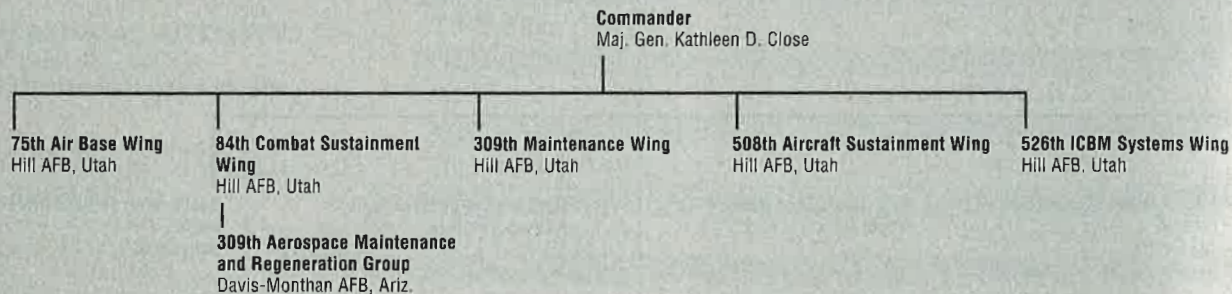 Commander
Maj. Gen. Kathleen D. Close
75th Air Base Wing
Hill AFB, Utah
84th Combat Sustainment
Wing
Hill AFB, Utah
309th Aerospace Maintenance
and Regeneration Group
Davis-Monthan AFB, Ariz.
309th Maintenance Wing
Hill AFB, Utah
508th Aircraft Sustainment Wing
Hill AFB, Utah
526th ICBM Systems Wing
Hill AFB, Utah